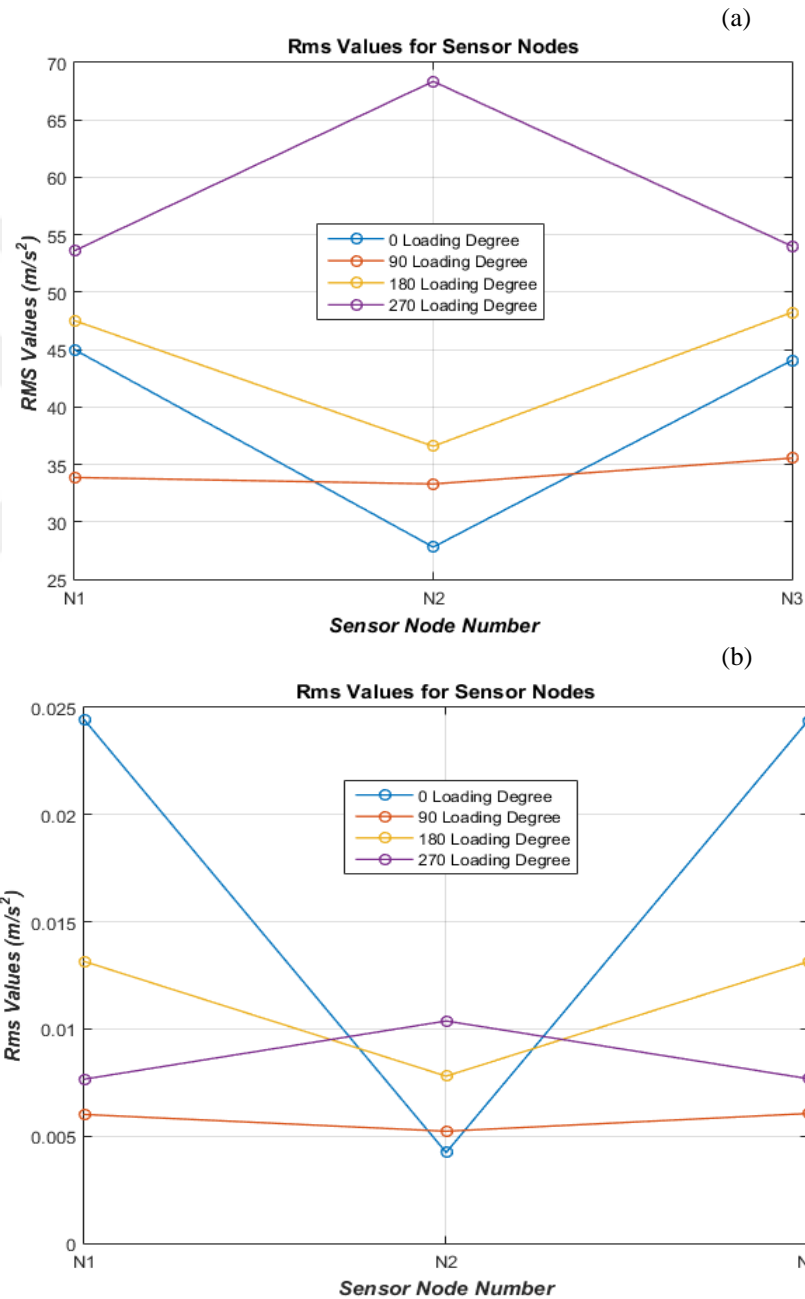 (a)
Rms Values for Sensor Nodes
70
65
60
55
50
45
40
35
30
25
RMS Values (m/s²)
0 Loading Degree
90 Loading Degree
180 Loading Degree
270 Loading Degree
N1
N2
N3
Sensor Node Number
(b)
Rms Values for Sensor Nodes
0.025
0.02
0.015
0.01
0.005
0
Rms Values (m/s²)
0 Loading Degree
90 Loading Degree
180 Loading Degree
270 Loading Degree
N1
N2
N
Sensor Node Number